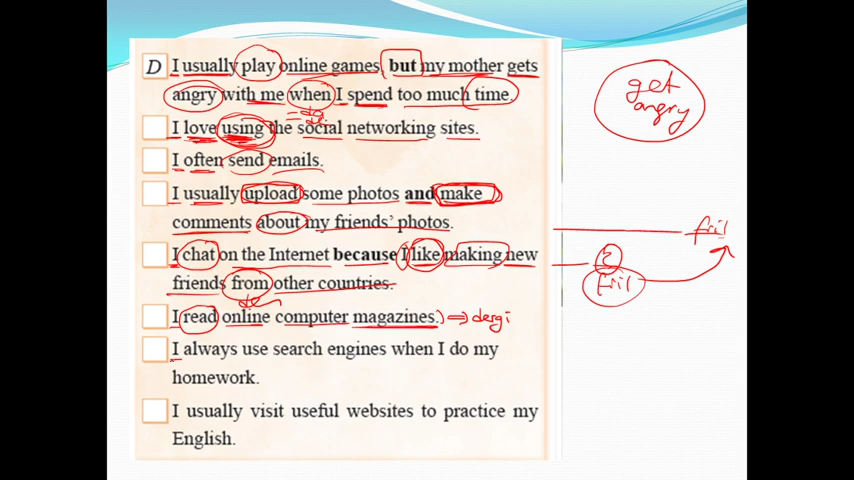 D I usually play online games, but my mother gets
angry with me when I spend too much time.
I love using the social networking sites.
I often send emails.
I usually upload some photos and make
comments about my friends' photos.
I chat on the Internet because I like making new
friends from other countries.
I read online computer magazines. ⇒ dergi
I always use search engines when I do my
homework.
I usually visit useful websites to practice my
English.
get
angry
fiil
2
fiil